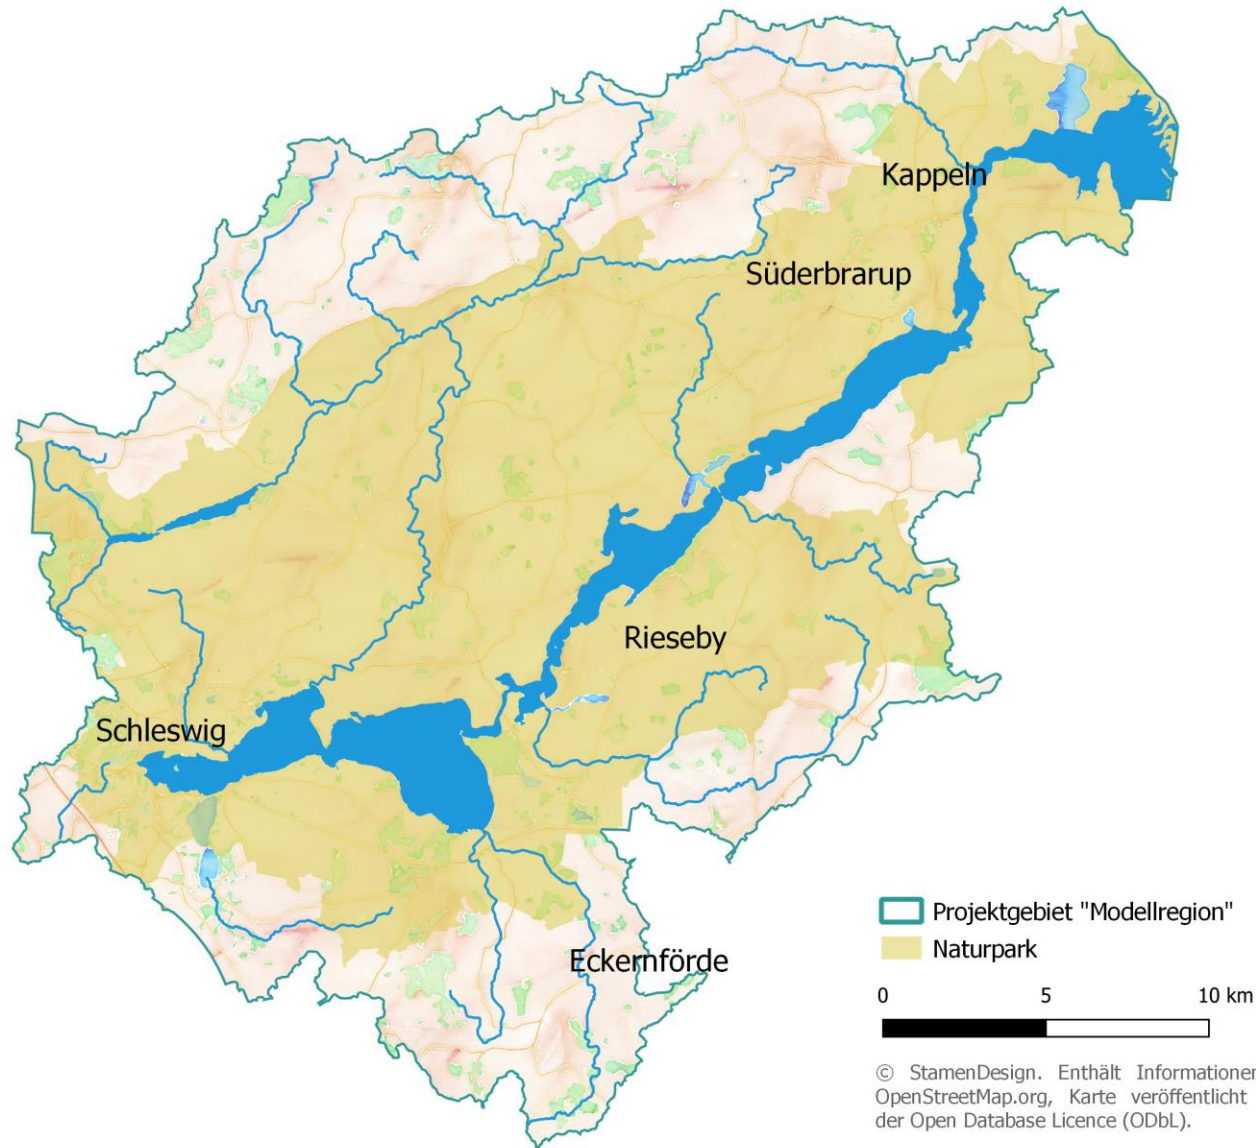 Kappeln
Süderbrarup
Rieseby
Schleswig
Eckernförde
Projektgebiet "Modellregion"
Naturpark
0 5 10 km
© StamenDesign. Enthält Informationen
OpenStreetMap.org, Karte veröffentlicht
der Open Database Licence (ODbL).